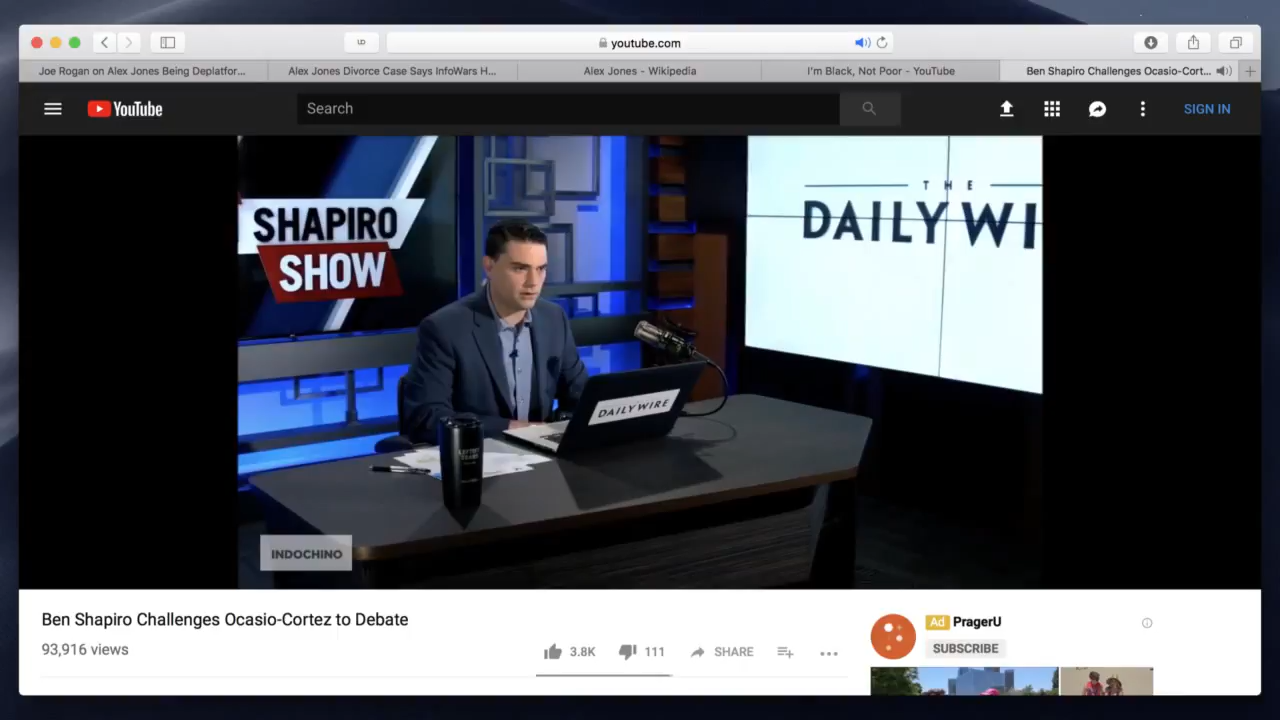 youtube.com
Joe Rogan on Alex Jones Being Deplatfor...
Alex Jones Divorce Case Says InfoWars H...
Alex Jones - Wikipedia
I'm Black, Not Poor - YouTube
Ben Shapiro Challenges Ocasio-Cort...
YouTube
Search
SIGN IN
SHAPIRO
SHOW
THE
DAILY WI
DAILY WIRE
INDOCHINO
Ben Shapiro Challenges Ocasio-Cortez to Debate
93,916 views
3.8K
111
SHARE
Ad PragerU
SUBSCRIBE